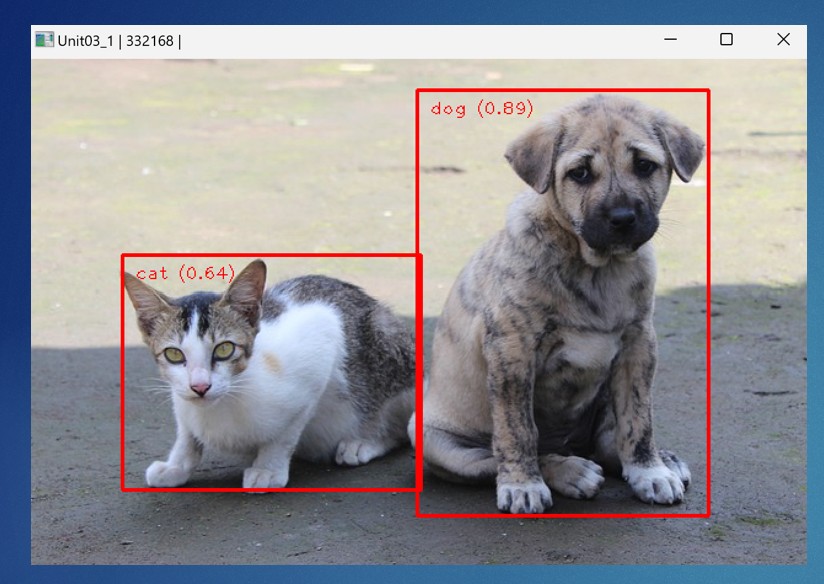 Unit03_1 | 332168 |
dog (0.89)
cat (0.64)